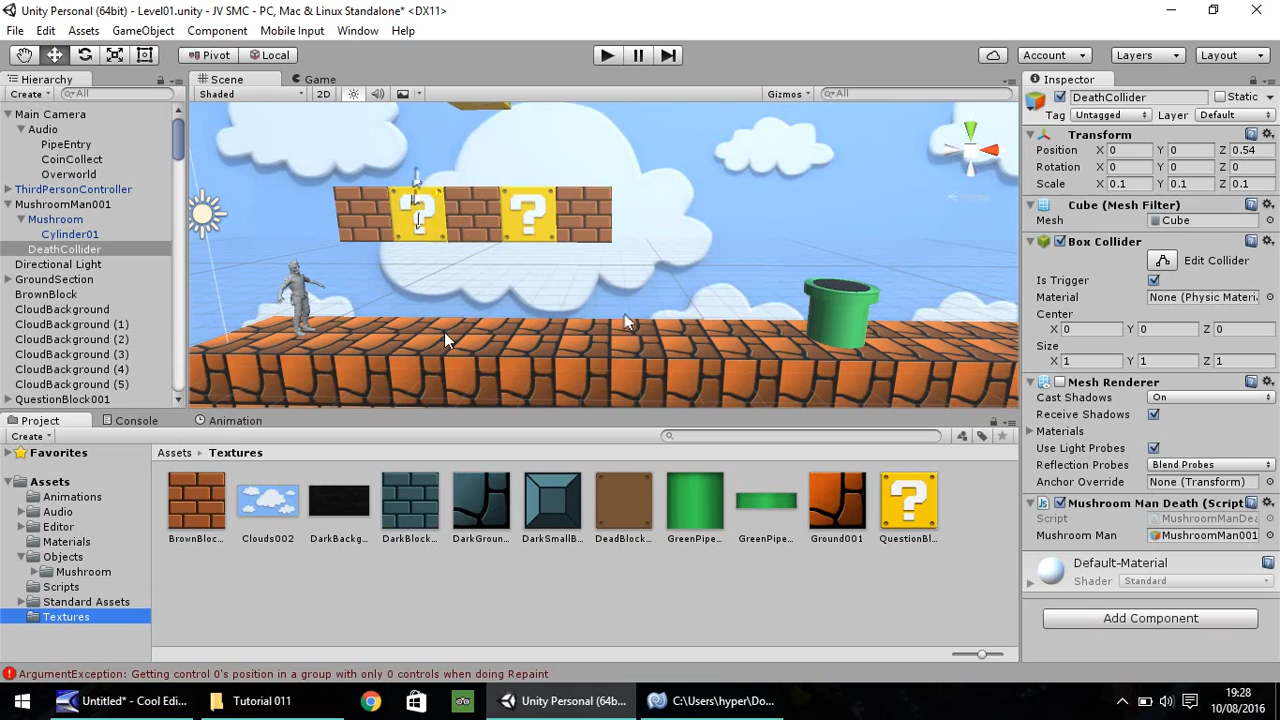 Unity Personal (64bit) - Level01.unity - JV SMC - PC, Mac & Linux Standalone* <DX11>
File Edit Assets GameObject Component Mobile Input Window Help
Pivot Local Account Layers Layout
Hierarchy
Create All
Main Camera
Audio
PipeEntry
CoinCollect
Overworld
ThirdPersonController
MushroomMan001
Mushroom
Cylinder01
DeathCollider
Directional Light
GroundSection
BrownBlock
CloudBackground
CloudBackground (1)
CloudBackground (2)
CloudBackground (3)
CloudBackground (4)
CloudBackground (5)
QuestionBlock001
Scene Game
Shaded 2D Gizmos All
? ?
Inspector
DeathCollider Static
Tag Untagged Layer Default
Transform
Position X 0 Y 0 Z 0.54
Rotation X 0 Y 0 Z 0
Scale X 0.1 Y 0.1 Z 0.1
Cube (Mesh Filter)
Mesh Cube
Box Collider
Edit Collider
Is Trigger
Material None (Physic Materi
Center
X 0 Y 0 Z 0
Size
X 1 Y 1 Z 1
Mesh Renderer
Cast Shadows On
Receive Shadows
Materials
Use Light Probes
Reflection Probes Blend Probes
Anchor Override None (Transform)
Mushroom Man Death (Script
Script MushroomManDea
Mushroom Man MushroomMan001
Default-Material
Shader Standard
Add Component
Project Console Animation
Create
Favorites
Assets
Animations
Audio
Editor
Materials
Objects
Mushroom
Scripts
Standard Assets
Textures
Assets Textures
BrownBloc... Clouds002 DarkBackg... DarkBlock... DarkGroun... DarkSmallB... DeadBlock... GreenPipe... GreenPipe... Ground001 QuestionBl...
ArgumentException: Getting control 0's position in a group with only 0 controls when doing Repaint
Untitled* - Cool Edi... Tutorial 011 Unity Personal (64b... C:\Users\hyper\Do...
19:28
10/08/2016